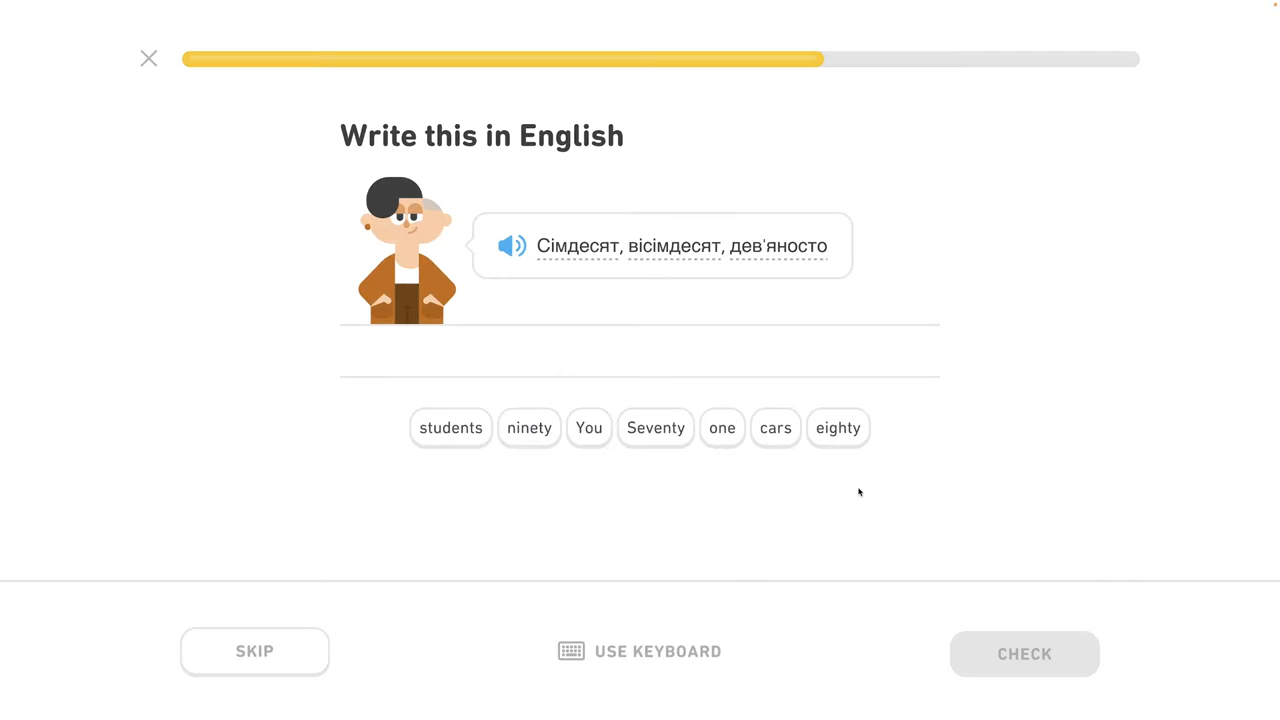 Write this in English
Сімдесят, вісімдесят, дев'яносто
students ninety You Seventy one cars eighty
SKIP USE KEYBOARD CHECK